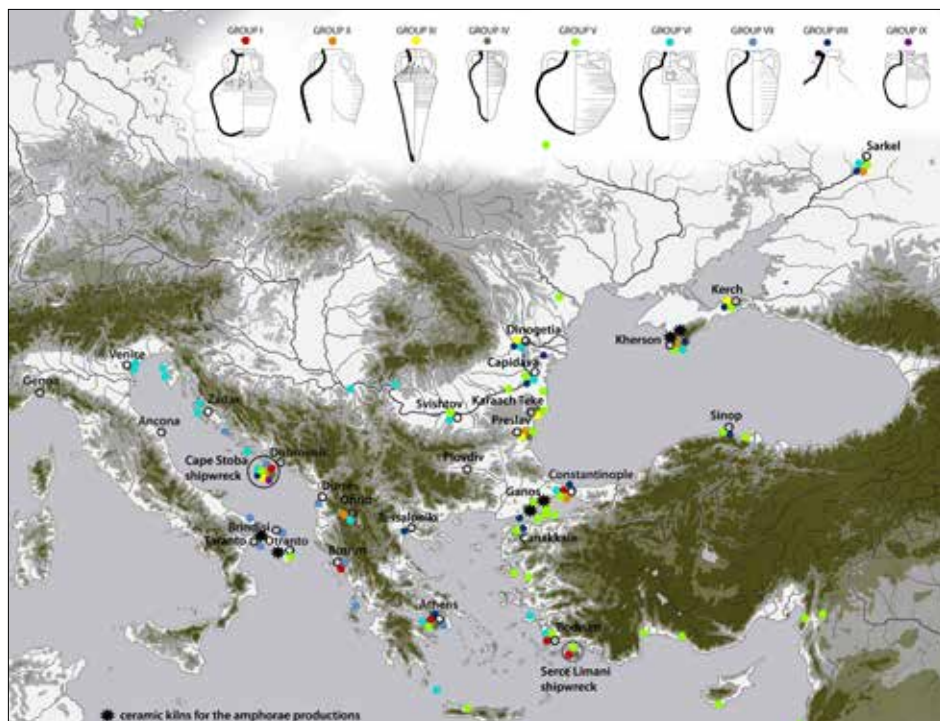 GROUP I GROUP II GROUP III GROUP IV GROUP V GROUP VI GROUP VII GROUP VIII GROUP IX
Sarkel
Kerch
Kherson
Dinogetia
Capidava
Venice
Genoa
Zadar
Svishtov
Karaach Teke
Preslav
Sinop
Ancona
Dubrovnik
Plovdiv
Cape Stoba
shipwreck
Constantinople
Ganos
Durres
Ohrid
Thessaloniki
Canakkale
Brindisi
Taranto
Otranto
Butrint
Athens
Bodrum
Serce Limani
shipwreck
ceramic kilns for the amphorae productions